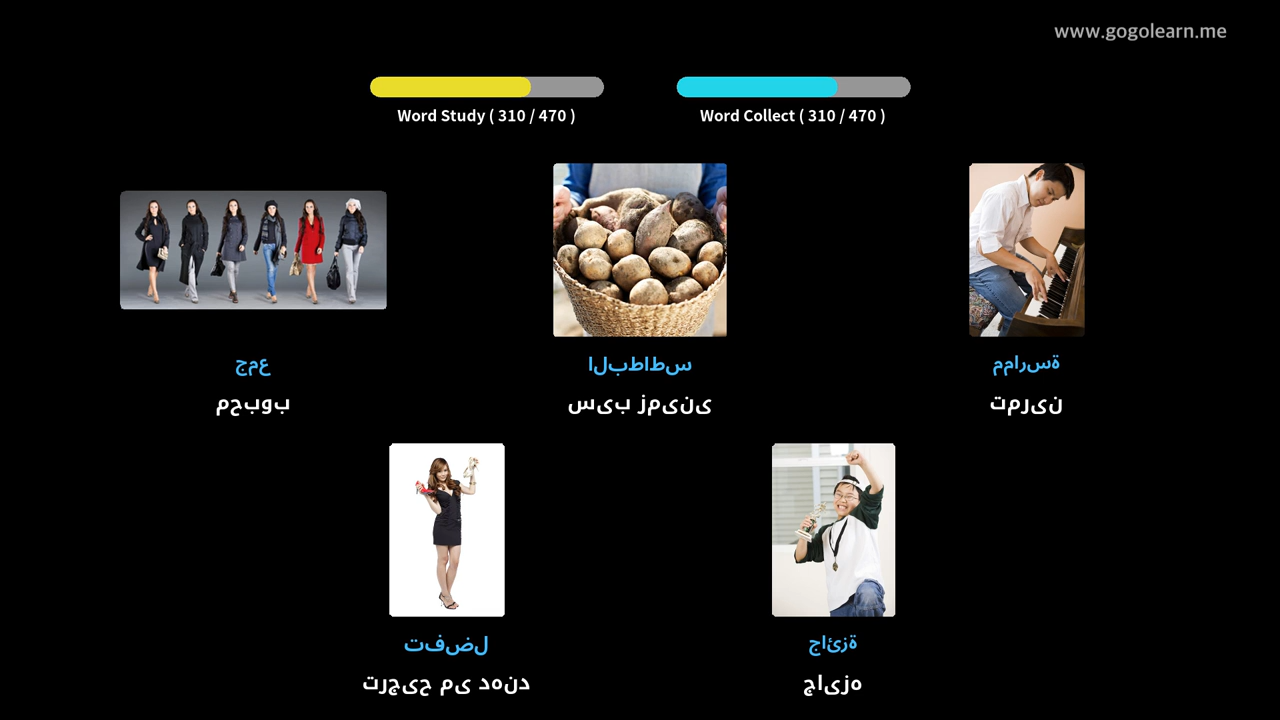 www.gogolearn.me
Word Study ( 310 / 470 )
Word Collect ( 310 / 470 )
جمع
محبوب
البطاطس
سیب زمینی
ممارسة
تمرین
تفضل
ترجیح می دهند
جائزة
جایزه